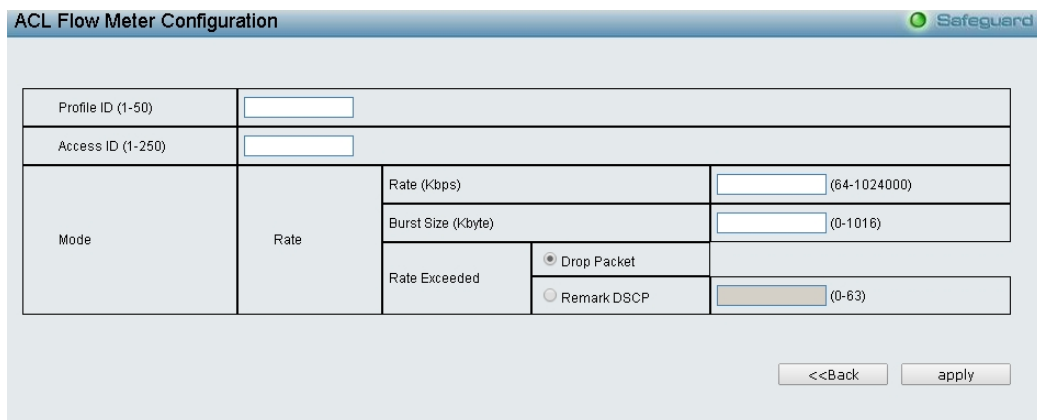 ACL Flow Meter Configuration
Safeguard
Profile ID (1-50)
Access ID (1-250)
Mode
Rate
Rate (Kbps)
(64-1024000)
Burst Size (Kbyte)
(0-1016)
Rate Exceeded
Drop Packet
Remark DSCP
(0-63)
<<Back
apply